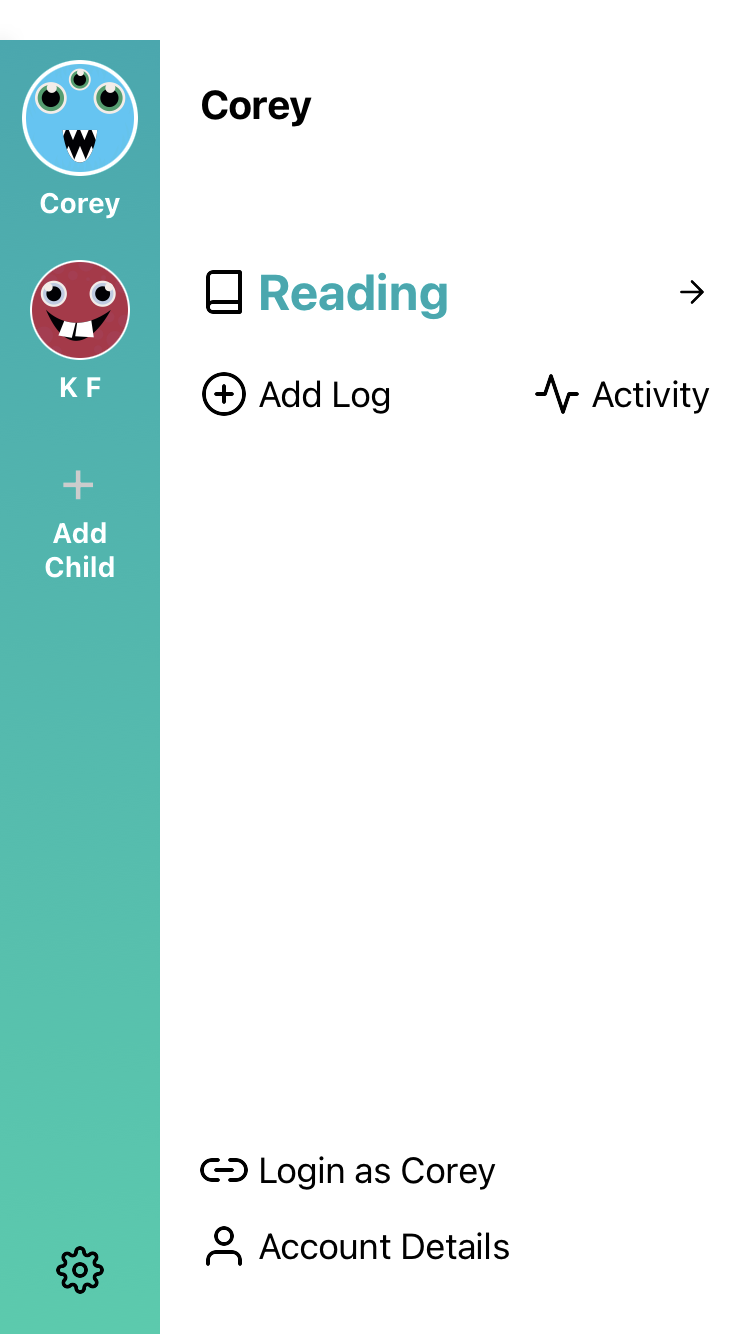 Corey
K F
Add
Child
Corey
Reading
Add Log
Activity
Login as Corey
Account Details